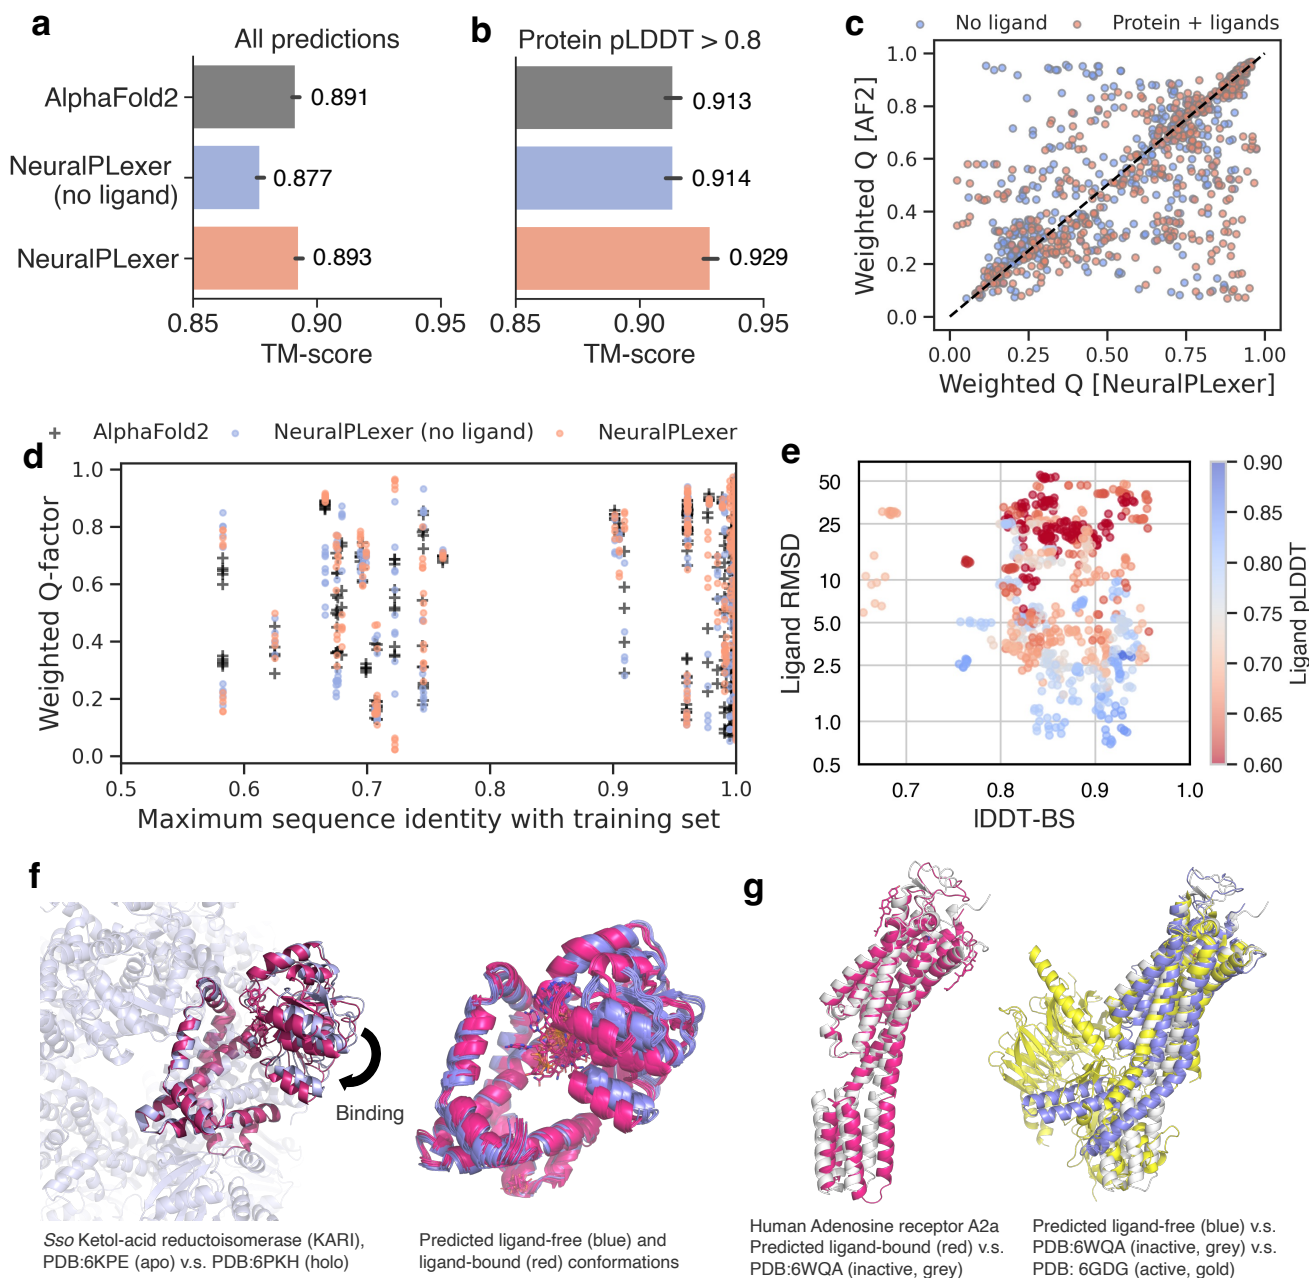 a
All predictions
AlphaFold2
0.891
NeuralPLexer
(no ligand)
0.877
NeuralPLexer
0.893
0.85
0.90
0.95
TM-score
b
Protein pLDDT > 0.8
0.913
0.914
0.929
0.85
0.90
0.95
TM-score
c
No ligand
Protein + ligands
Weighted Q [AF2]
1.0
0.8
0.6
0.4
0.2
0.0
0.00
0.25
0.50
0.75
1.00
Weighted Q [NeuralPLexer]
d
AlphaFold2
NeuralPLexer (no ligand)
NeuralPLexer
Weighted Q-factor
1.0
0.8
0.6
0.4
0.2
0.0
0.5
0.6
0.7
0.8
0.9
1.0
Maximum sequence identity with training set
e
Ligand RMSD
50
25
10
5.0
2.5
1.0
0.5
0.7
0.8
0.9
1.0
lDDT-BS
0.90
0.85
0.80
0.75
0.70
0.65
0.60
Ligand pLDDT
f
Binding
Sso Ketol-acid reductoisomerase (KARI),
PDB:6KPE (apo) v.s. PDB:6PKH (holo)
Predicted ligand-free (blue) and
ligand-bound (red) conformations
g
Human Adenosine receptor A2a
Predicted ligand-bound (red) v.s.
PDB:6WQA (inactive, grey)
Predicted ligand-free (blue) v.s.
PDB:6WQA (inactive, grey) v.s.
PDB: 6GDG (active, gold)